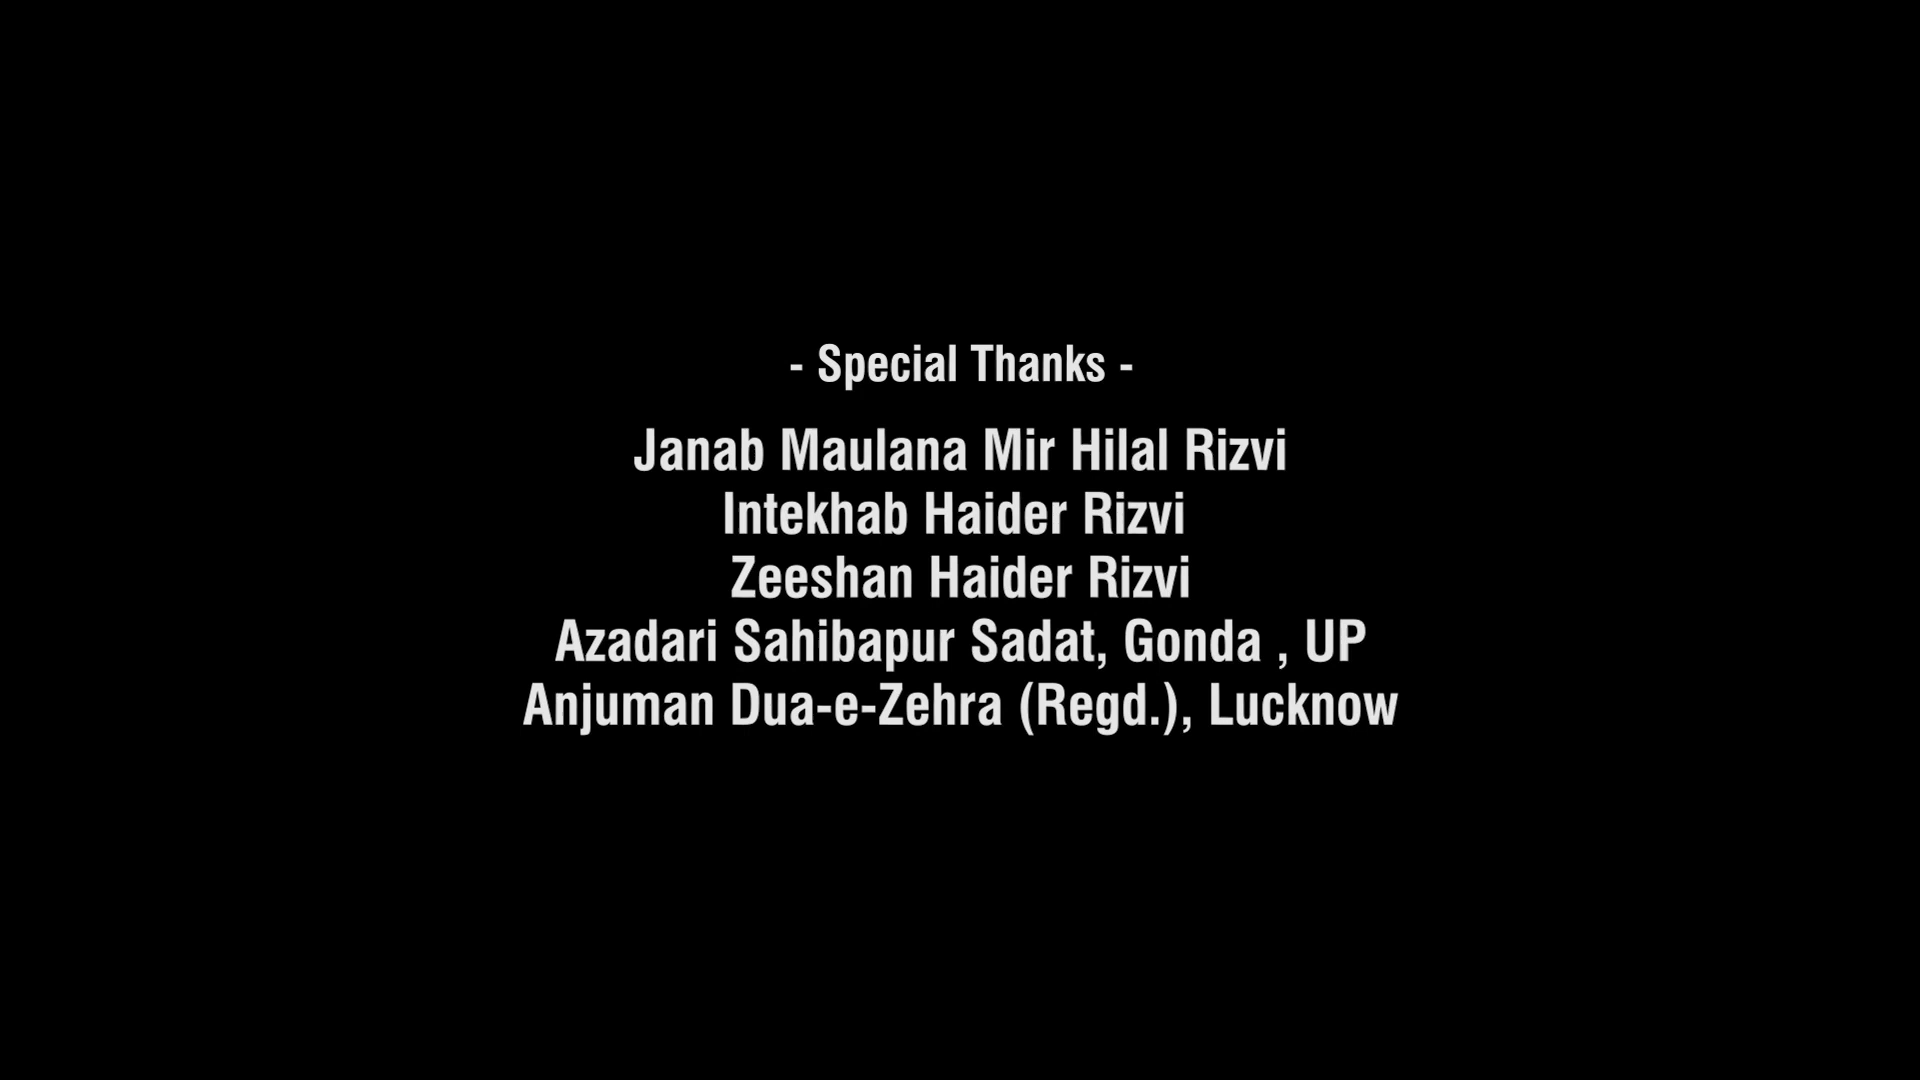 - Special Thanks -
Janab Maulana Mir Hilal Rizvi
Intekhab Haider Rizvi
Zeeshan Haider Rizvi
Azadari Sahibapur Sadat, Gonda , UP
Anjuman Dua-e-Zehra (Regd.), Lucknow